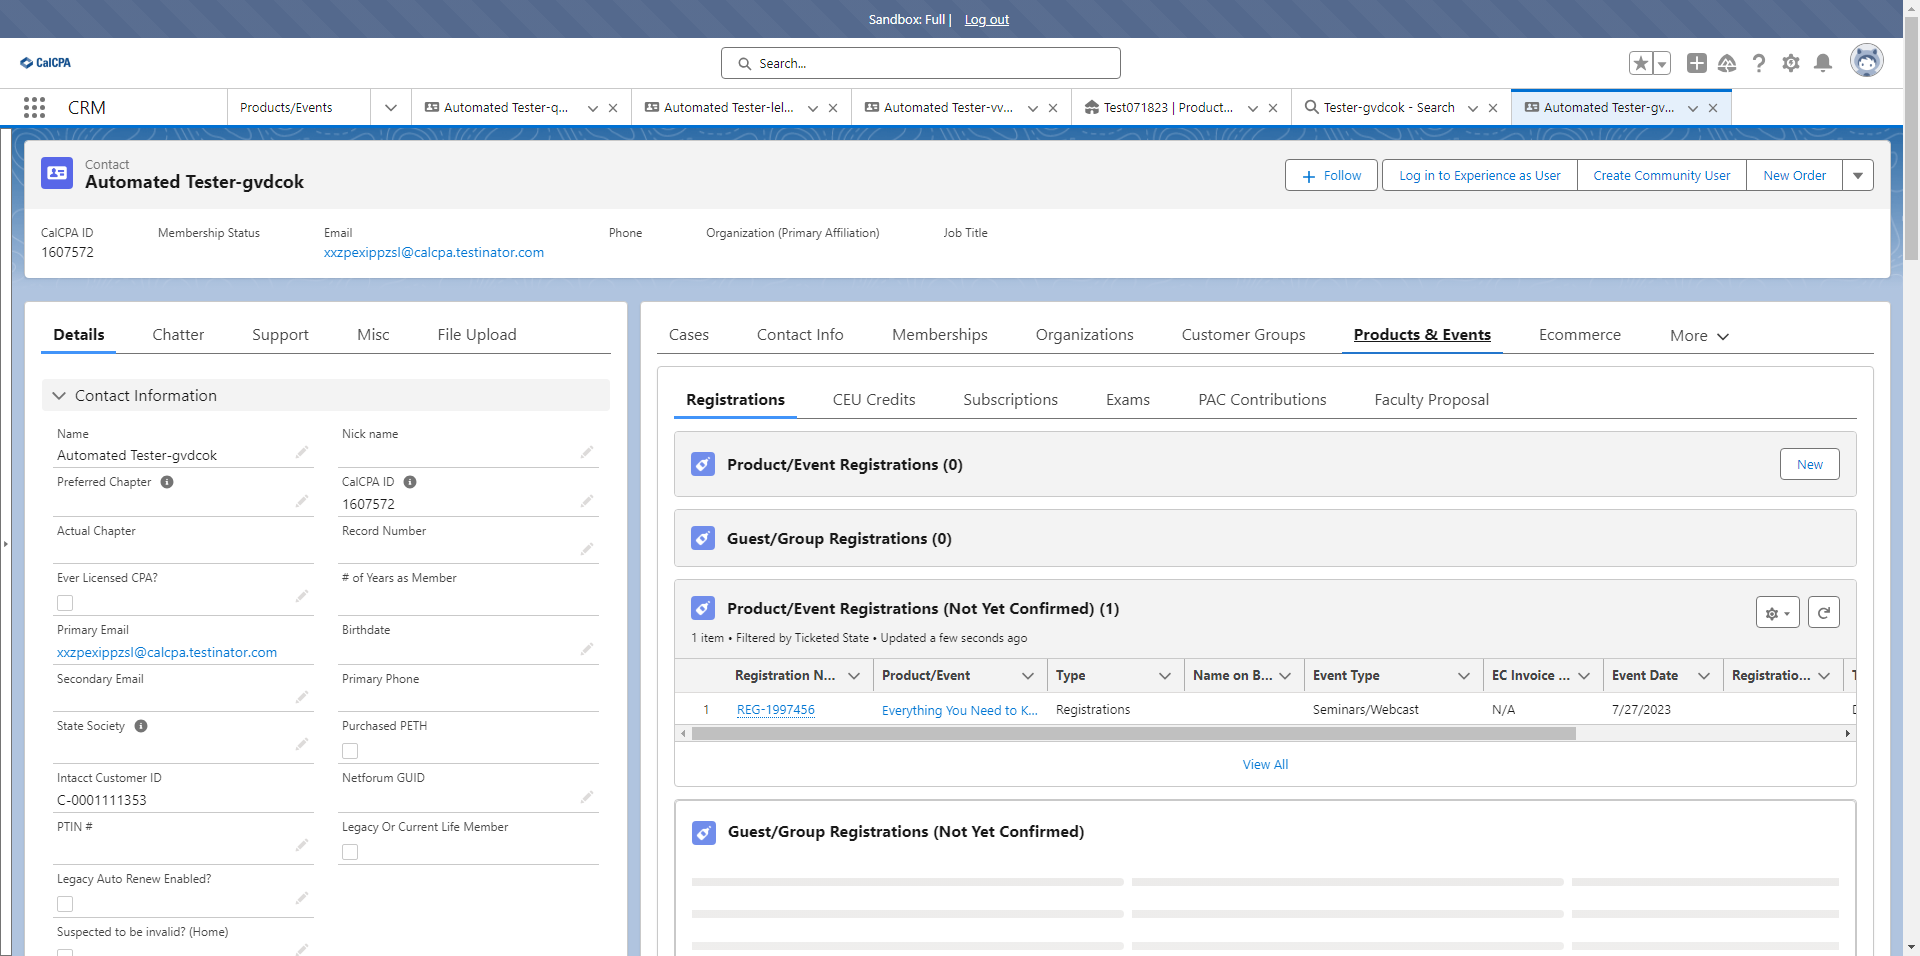 Sandbox: Full |
Log out
CalCPA
Search...
CRM
Products/Events
Automated Tester-q...
Automated Tester-lel...
Automated Tester-vv...
Test071823 | Product...
Tester-gvdcok - Search
Automated Tester-gv...
Contact
Automated Tester-gvdcok
Follow
Log in to Experience as User
Create Community User
New Order
CalCPA ID
1607572
Membership Status
Email
xxzpexippzsl@calcpa.testinator.com
Phone
Organization (Primary Affiliation)
Job Title
Details
Chatter
Support
Misc
File Upload
Contact Information
Name
Automated Tester-gvdcok
Nick name
Preferred Chapter
CalCPA ID
1607572
Actual Chapter
Record Number
Ever Licensed CPA?
# of Years as Member
Primary Email
xxzpexippzsl@calcpa.testinator.com
Birthdate
Secondary Email
Primary Phone
State Society
Purchased PETH
Intacct Customer ID
C-0001111353
Netforum GUID
PTIN #
Legacy Or Current Life Member
Legacy Auto Renew Enabled?
Suspected to be invalid? (Home)
Cases
Contact Info
Memberships
Organizations
Customer Groups
Products & Events
Ecommerce
More
Registrations
CEU Credits
Subscriptions
Exams
PAC Contributions
Faculty Proposal
Product/Event Registrations (0)
New
Guest/Group Registrations (0)
Product/Event Registrations (Not Yet Confirmed) (1)
1 item • Filtered by Ticketed State • Updated a few seconds ago
Registration N...
Product/Event
Type
Name on B...
Event Type
EC Invoice ...
Event Date
Registratio...
1
REG-1997456
Everything You Need to K...
Registrations
Seminars/Webcast
N/A
7/27/2023
View All
Guest/Group Registrations (Not Yet Confirmed)